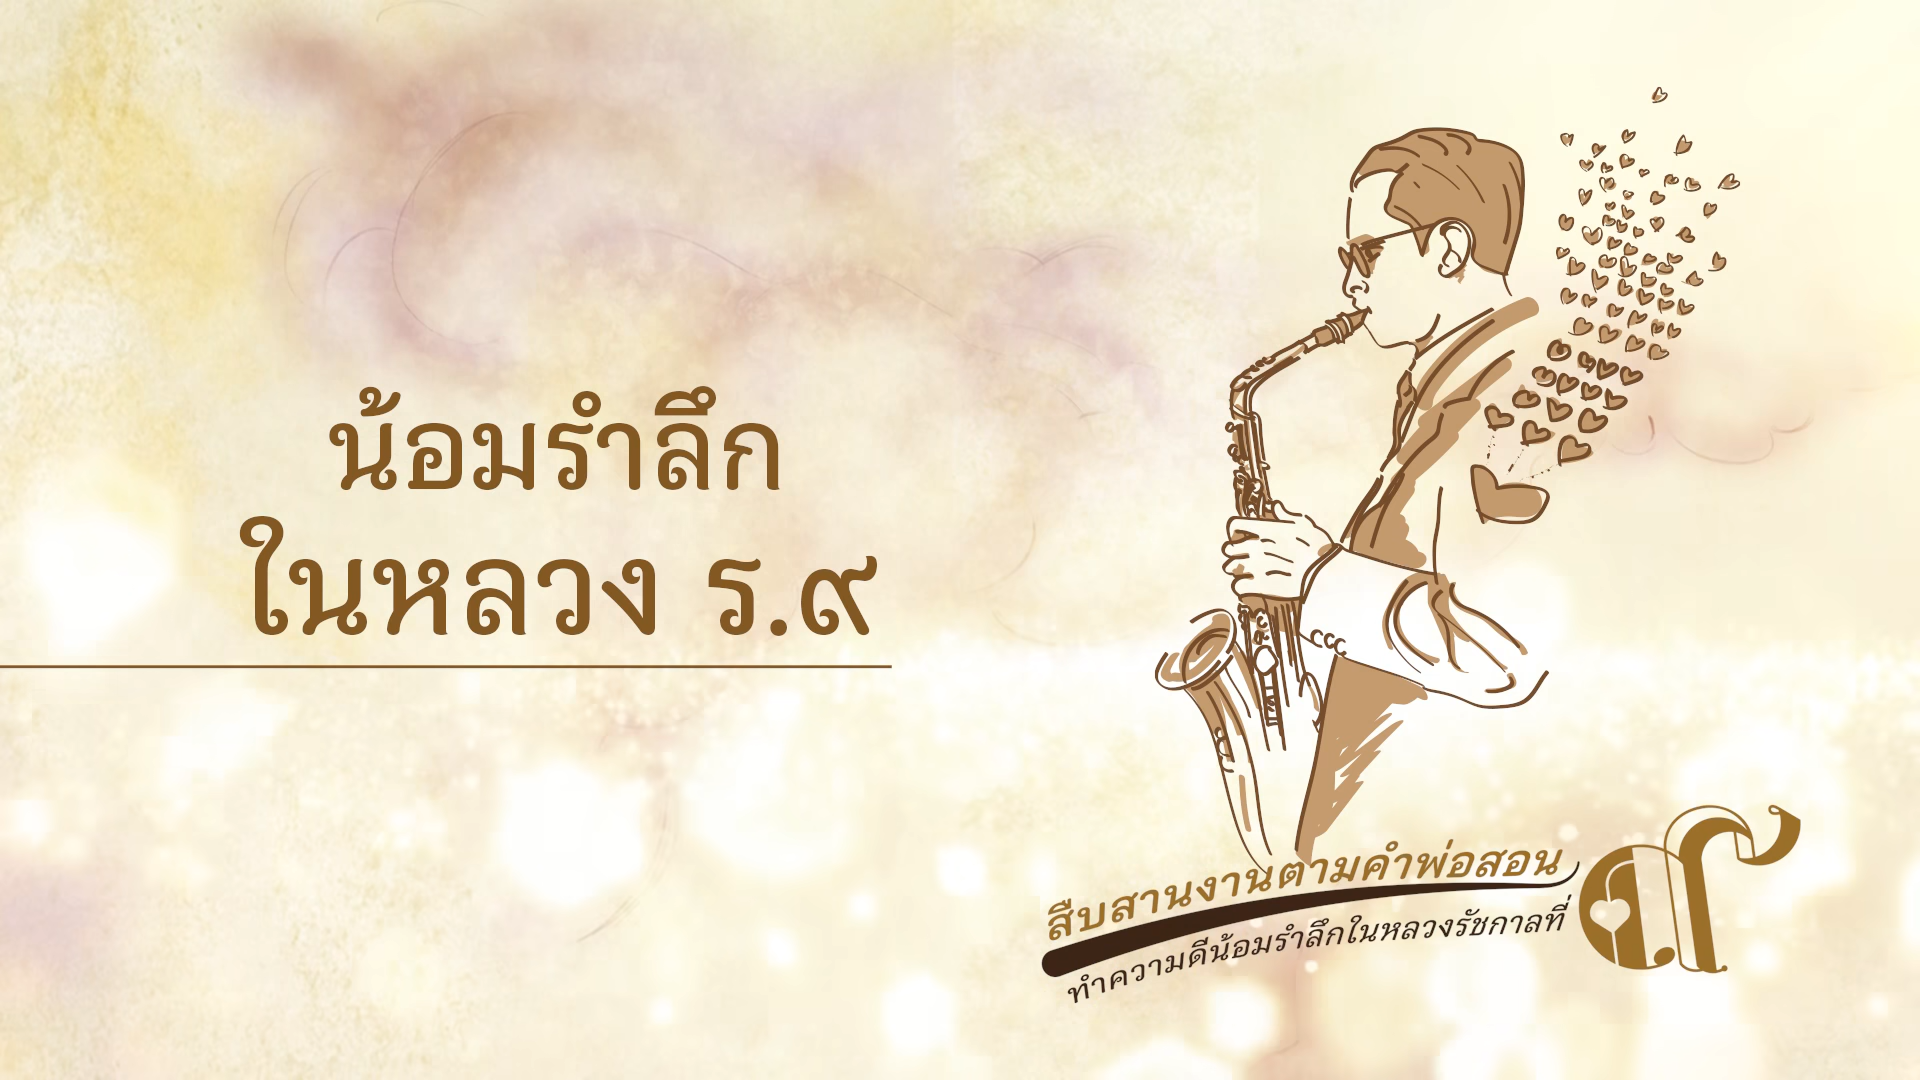 น้อมรำลึก
ในหลวง ร.๙
สืบสานงานตามคำพ่อสอน
ทำความดีน้อมรำลึกในหลวงรัชกาลที่ ๙